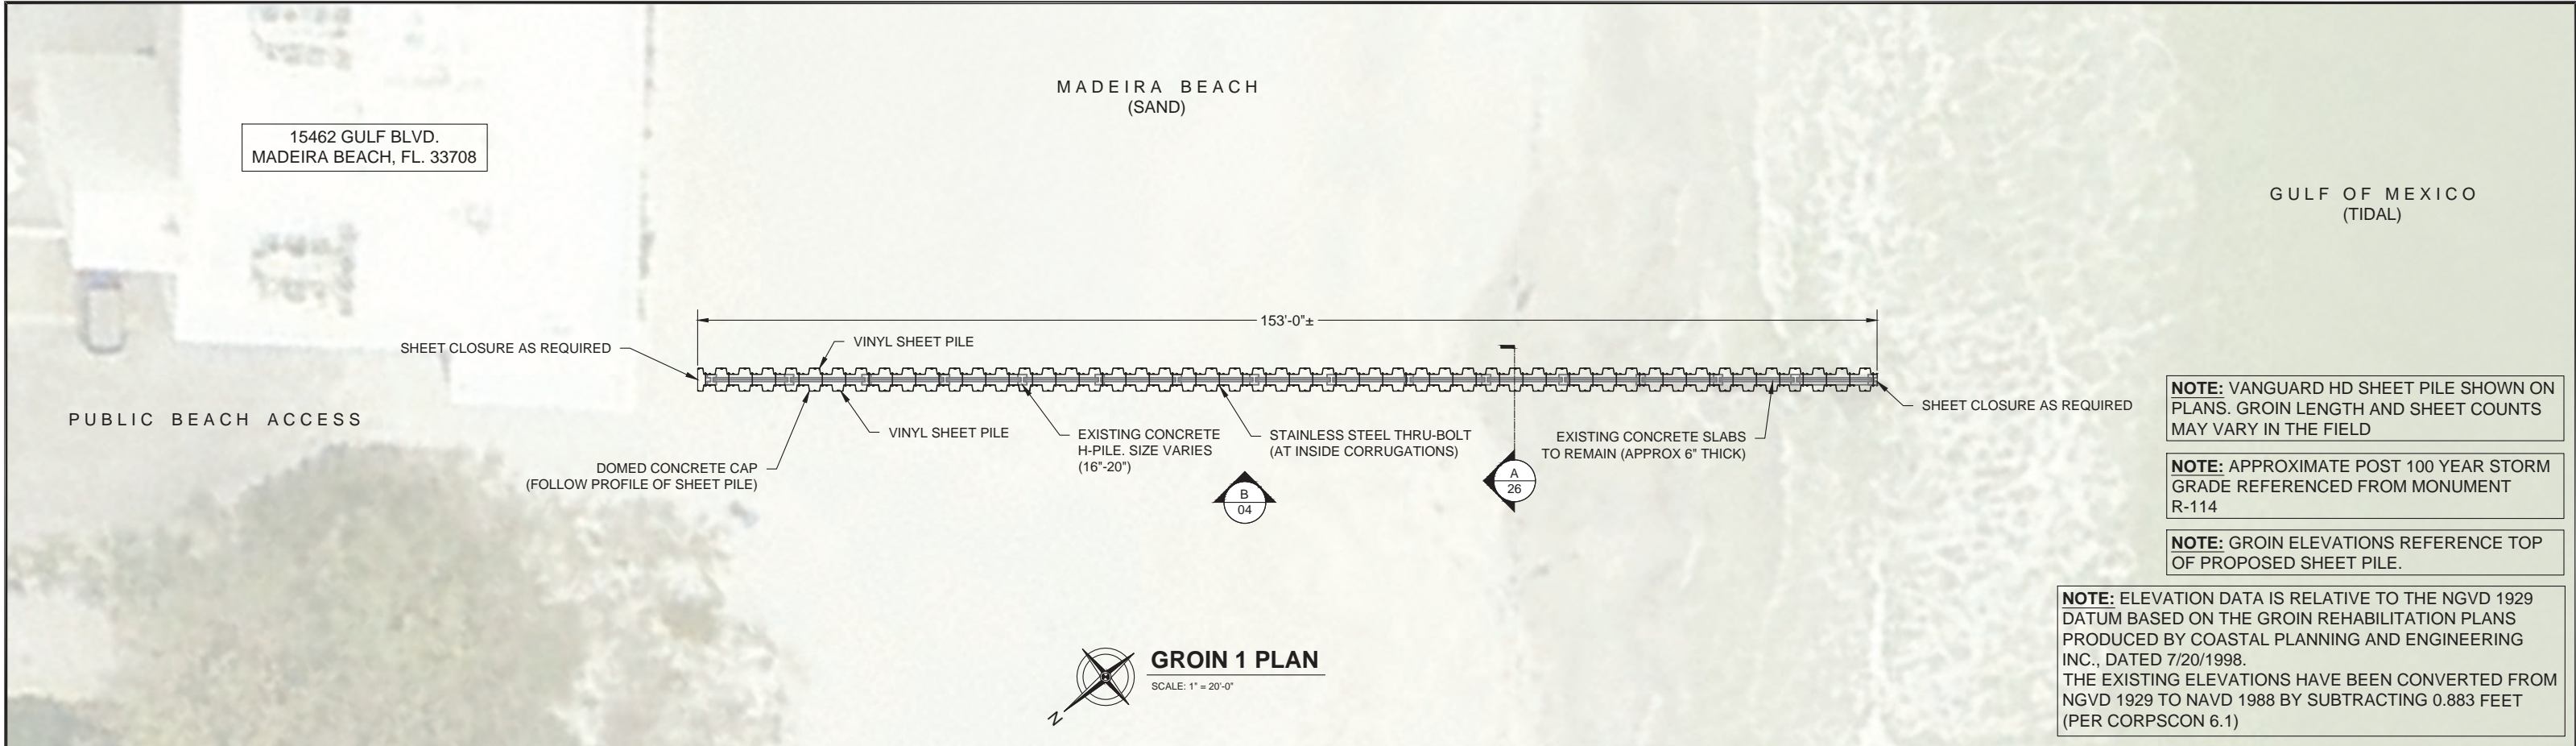 MADEIRA BEACH
(SAND)
15462 GULF BLVD.
MADEIRA BEACH, FL. 33708
GULF OF MEXICO
(TIDAL)
153'-0"±
SHEET CLOSURE AS REQUIRED
VINYL SHEET PILE
PUBLIC BEACH ACCESS
VINYL SHEET PILE
DOMED CONCRETE CAP
(FOLLOW PROFILE OF SHEET PILE)
EXISTING CONCRETE
H-PILE. SIZE VARIES
(16"-20")
STAINLESS STEEL THRU-BOLT
(AT INSIDE CORRUGATIONS)
EXISTING CONCRETE SLABS
TO REMAIN (APPROX 6" THICK)
SHEET CLOSURE AS REQUIRED
B
04
A
26
NOTE: VANGUARD HD SHEET PILE SHOWN ON
PLANS. GROIN LENGTH AND SHEET COUNTS
MAY VARY IN THE FIELD
NOTE: APPROXIMATE POST 100 YEAR STORM
GRADE REFERENCED FROM MONUMENT
R-114
NOTE: GROIN ELEVATIONS REFERENCE TOP
OF PROPOSED SHEET PILE.
NOTE: ELEVATION DATA IS RELATIVE TO THE NGVD 1929
DATUM BASED ON THE GROIN REHABILITATION PLANS
PRODUCED BY COASTAL PLANNING AND ENGINEERING
INC., DATED 7/20/1998.
THE EXISTING ELEVATIONS HAVE BEEN CONVERTED FROM
NGVD 1929 TO NAVD 1988 BY SUBTRACTING 0.883 FEET
(PER CORPSCON 6.1)
N
GROIN 1 PLAN
SCALE: 1" = 20'-0"